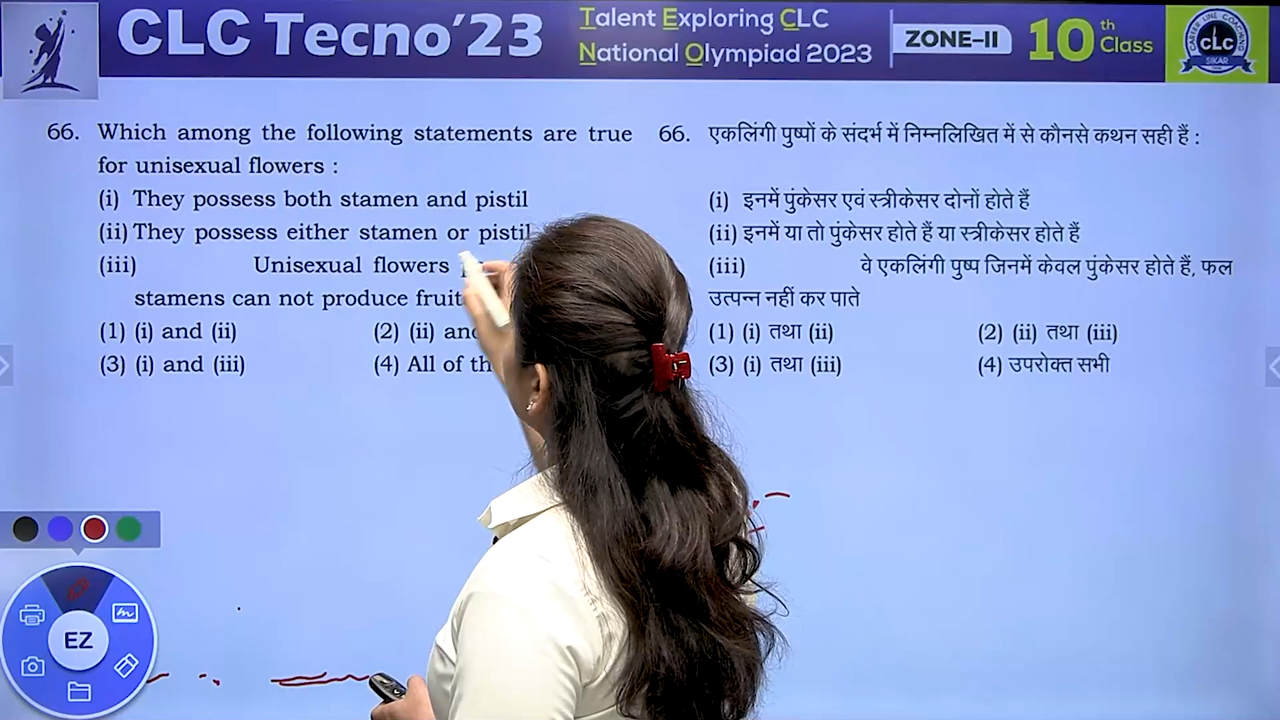 CLC Tecno'23
Talent Exploring CLC
National Olympiad 2023
ZONE-II
10th Class
CAREER LINE COACHING
CLC
SIKAR
66. Which among the following statements are true
for unisexual flowers :
(i) They possess both stamen and pistil
(ii) They possess either stamen or pistil
(iii) Unisexual flowers
stamens can not produce fruit
(1) (i) and (ii) (2) (ii) and
(3) (i) and (iii) (4) All of
66. एकलिंगी पुष्पों के संदर्भ में निम्नलिखित में से कौनसे कथन सही हैं :
(i) इनमें पुंकेसर एवं स्त्रीकेसर दोनों होते हैं
(ii) इनमें या तो पुंकेसर होते हैं या स्त्रीकेसर होते हैं
(iii) वे एकलिंगी पुष्प जिनमें केवल पुंकेसर होते हैं, फल
उत्पन्न नहीं कर पाते
(1) (i) तथा (ii) (2) (ii) तथा (iii)
(3) (i) तथा (iii) (4) उपरोक्त सभी
EZ